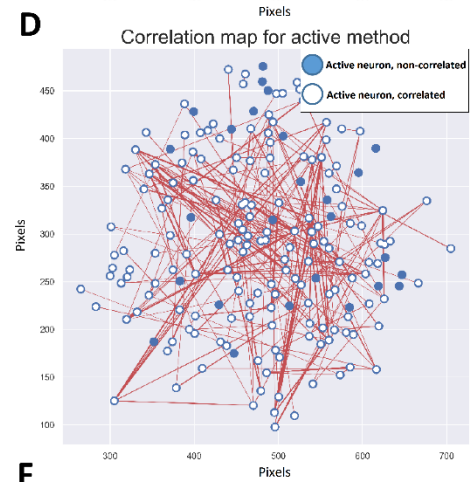 Pixels
D
Correlation map for active method
Active neuron, non-correlated
Active neuron, correlated
450
400
350
300
250
200
150
100
Pixels
300
400
500
600
700
Pixels